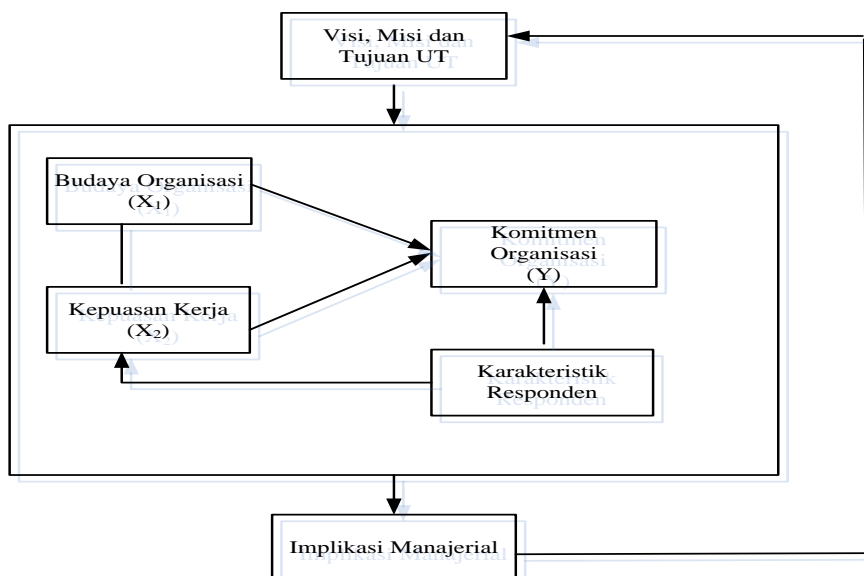 Visi, Misi dan
Tujuan UT
Budaya Organisasi
(X₁)
Komitmen
Organisasi
(Y)
Kepuasan Kerja
(X₂)
Karakteristik
Responden
Implikasi Manajerial